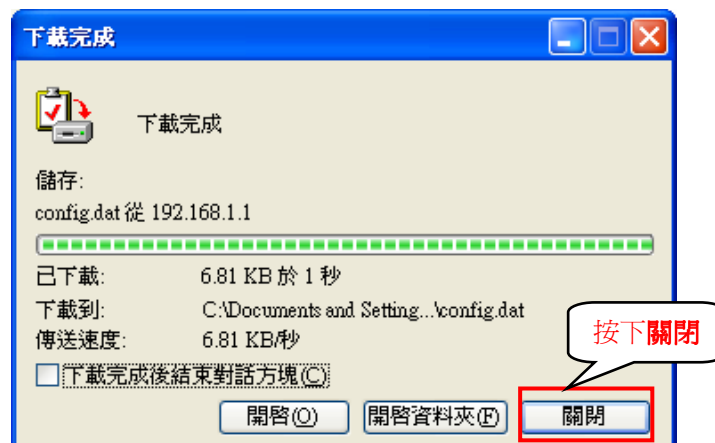 下載完成
下載完成
儲存:
config.dat 從 192.168.1.1
已下載: 6.81 KB 於 1 秒
下載到: C:\Documents and Setting...\config.dat
傳送速度: 6.81 KB/秒
按下關閉
下載完成後結束對話方塊(C)
開啓(O) 開啓資料夾(F) 關閉